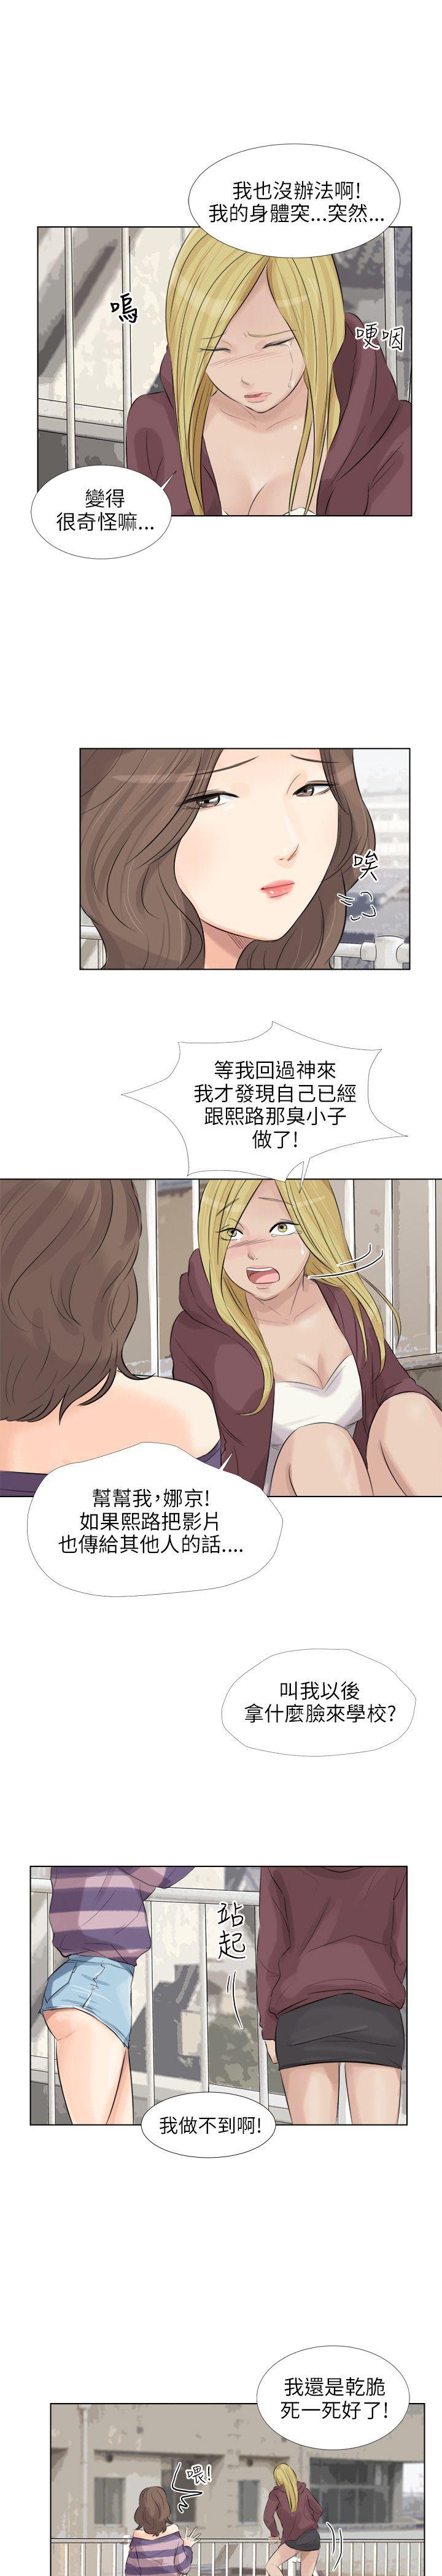 我也沒辦法啊!
我的身體突...突然...
嗚
哽咽
變得
很奇怪嘛...
唉
等我回過神來
我才發現自己已經
跟熙路那臭小子
做了!
幫幫我,娜京!
如果熙路把影片
也傳給其他人的話....
叫我以後
拿什麼臉來學校?
站起
我做不到啊!
我還是乾脆
死一死好了!
喂!